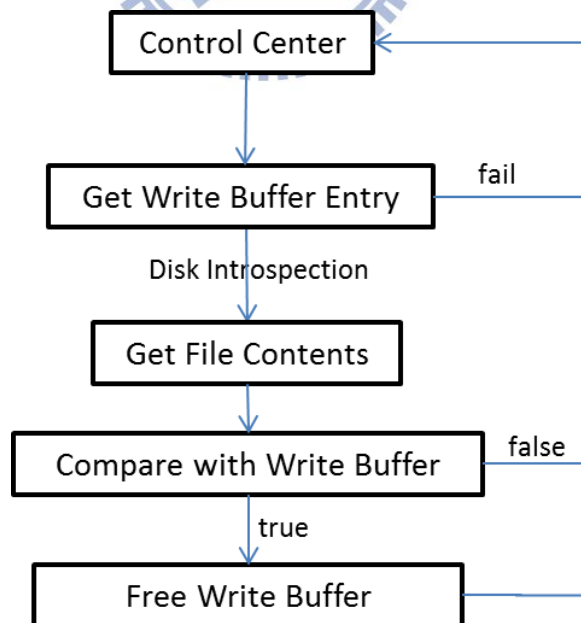 Control Center
Get Write Buffer Entry
fail
Disk Introspection
Get File Contents
Compare with Write Buffer
false
true
Free Write Buffer